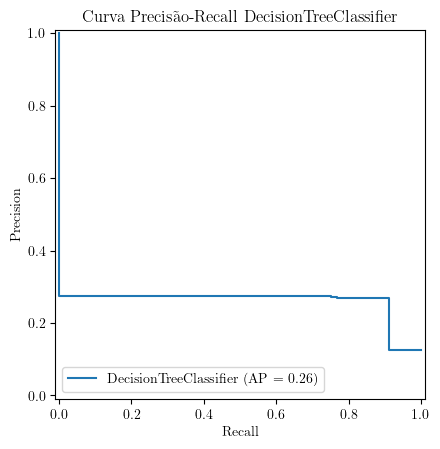 Curva Precisão-Recall DecisionTreeClassifier
1.0
0.8
0.6
0.4
0.2
0.0
Precision
DecisionTreeClassifier (AP = 0.26)
0.0 0.2 0.4 0.6 0.8 1.0
Recall